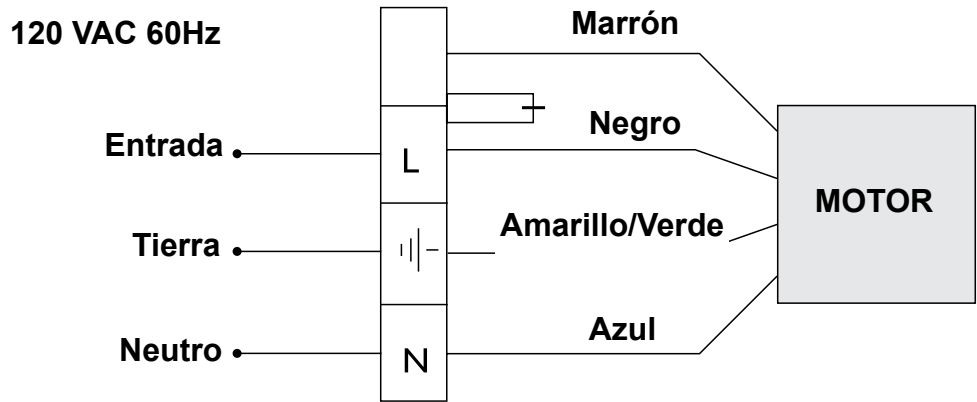 120 VAC 60Hz
Marrón
Entrada
L
Negro
MOTOR
Tierra
Amarillo/Verde
Neutro
N
Azul